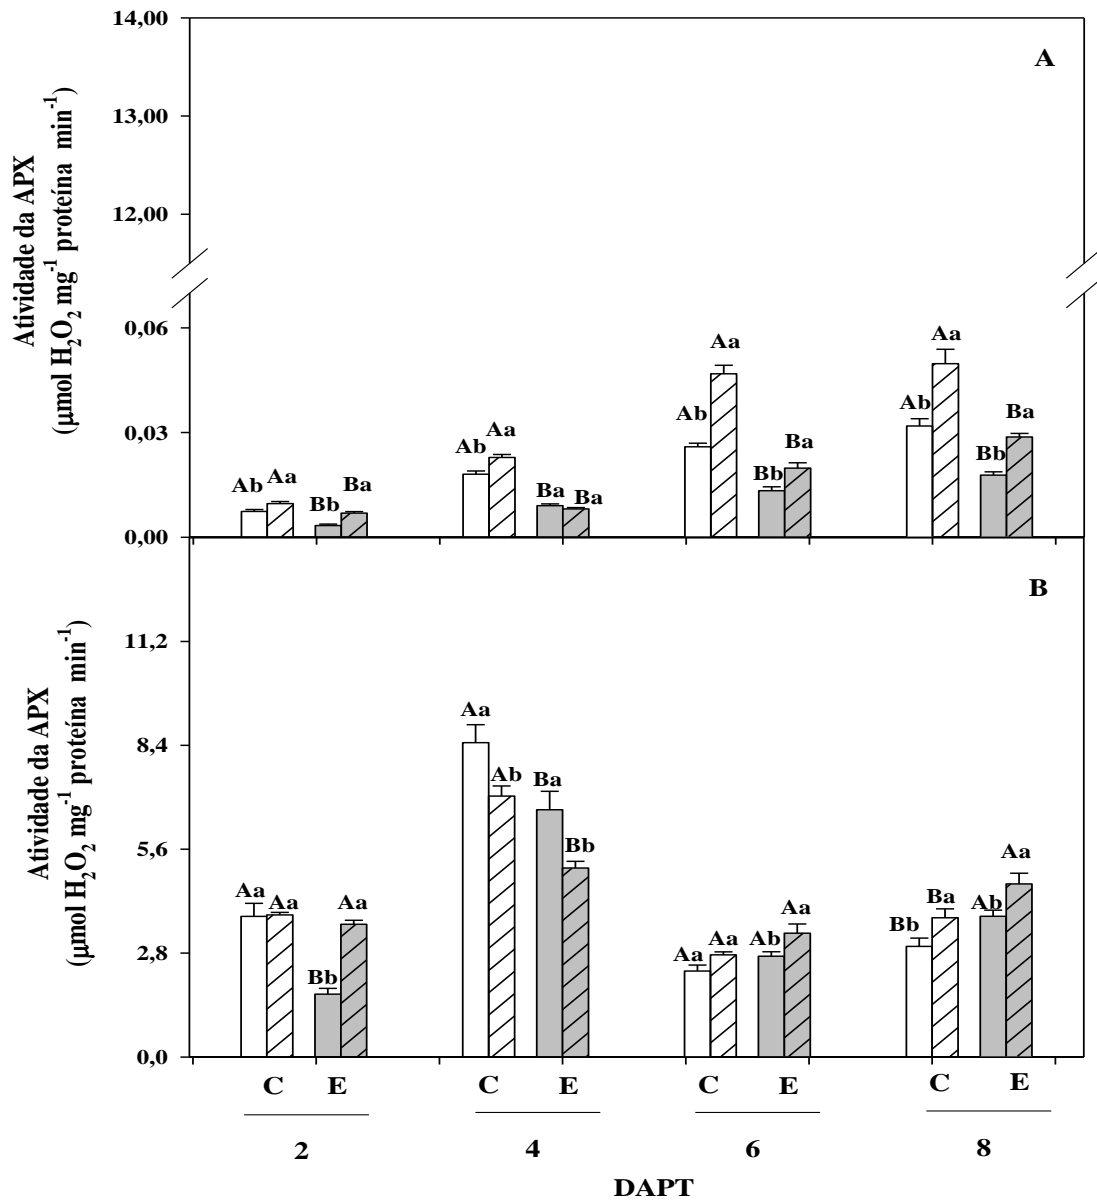 14,00
A
13,00
12,00
Atividade da APX
(µmol H₂O₂ mg⁻¹ proteína min⁻¹)
0,06
Aa
Aa
Ab
Aa
Ab
Ba
Ab
Ba
0,03
Bb
Bb
Ab
Aa
Bb
Ba
Ba
Ba
0,00
B
11,2
Atividade da APX
(µmol H₂O₂ mg⁻¹ proteína min⁻¹)
Aa
8,4
Ab
Ba
5,6
Bb
Aa
Aa
Aa
Aa
Aa
Ba
Ab
Bb
Aa
Aa
Ab
2,8
Bb
0,0
C E C E C E C E
2 4 6 8
DAPT